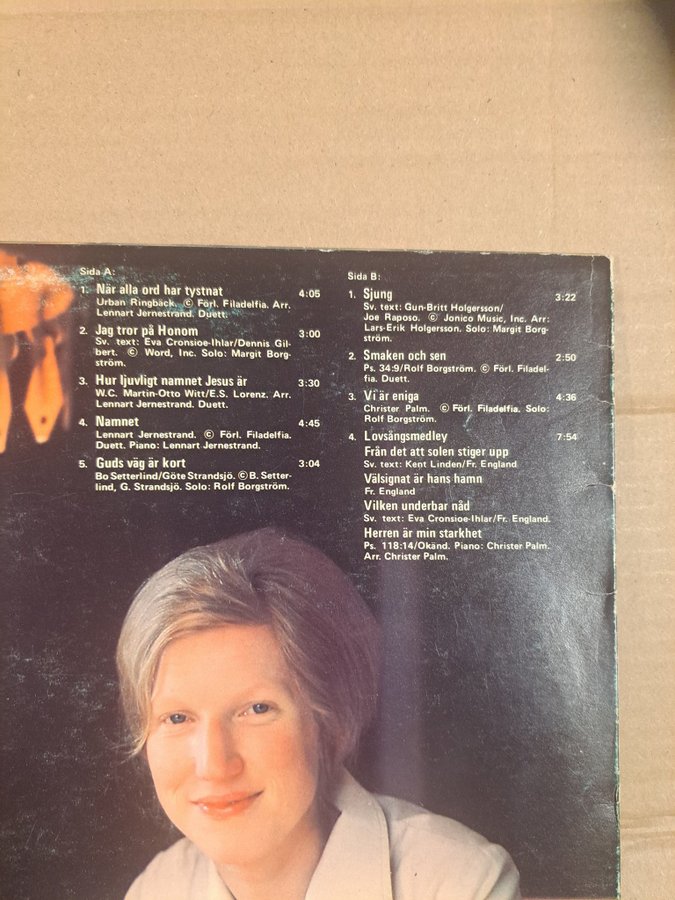 Sida A:
1. När alla ord har tystnat 4:05
Urban Ringbäck. © Förl. Filadelfia. Arr.
Lennart Jernestrand. Duett.
2. Jag tror på Honom 3:00
Sv. text: Eva Cronsioe-Ihlar/Dennis Gil-
bert. © Word, Inc. Solo: Margit Borg-
ström.
3. Hur ljuvligt namnet Jesus är 3:30
W.C. Martin-Otto Witt/E.S. Lorenz. Arr.
Lennart Jernestrand. Duett.
4. Namnet 4:45
Lennart Jernestrand. © Förl. Filadelfia.
Duett. Piano: Lennart Jernestrand.
5. Guds väg är kort 3:04
Bo Setterlind/Göte Strandsjö. © B. Setter-
lind, G. Strandsjö. Solo: Rolf Borgström.
Sida B:
1. Sjung 3:22
Sv. text: Gun-Britt Holgersson/
Joe Raposo. © Jonico Music, Inc. Arr:
Lars-Erik Holgersson. Solo: Margit Borg-
ström.
2. Smaken och sen 2:50
Ps. 34:9/Rolf Borgström. © Förl. Filadel-
fia. Duett.
3. Vi är eniga 4:36
Christer Palm. © Förl. Filadelfia. Solo:
Rolf Borgström.
4. Lovsångsmedley 7:54
Från det att solen stiger upp
Sv. text: Kent Linden/Fr. England
Välsignat är hans namn
Fr. England
Vilken underbar nåd
Sv. text: Eva Cronsioe-Ihlar/Fr. England.
Herren är min starkhet
Ps. 118:14/Okänd. Piano: Christer Palm.
Arr. Christer Palm.